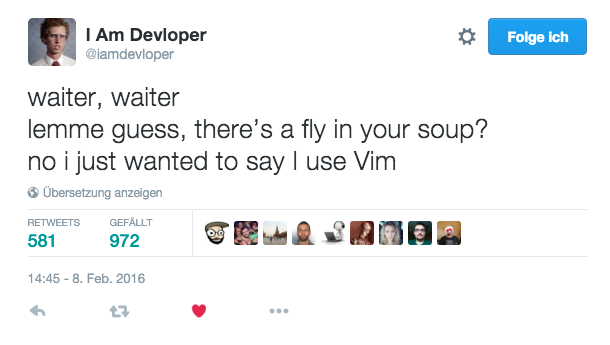 I Am Devloper
@iamdevloper
Folge ich
waiter, waiter
lemme guess, there's a fly in your soup?
no i just wanted to say I use Vim
Übersetzung anzeigen
RETWEETS GEFÄLLT
581 972
14:45 - 8. Feb. 2016